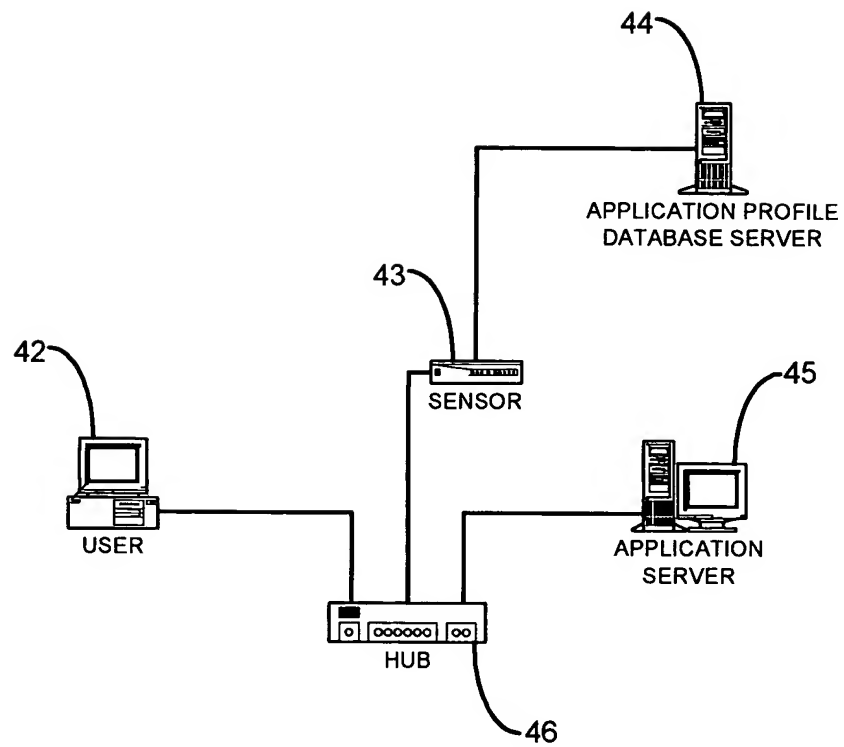 44
APPLICATION PROFILE
DATABASE SERVER
43
SENSOR
42
USER
45
APPLICATION
SERVER
HUB
46